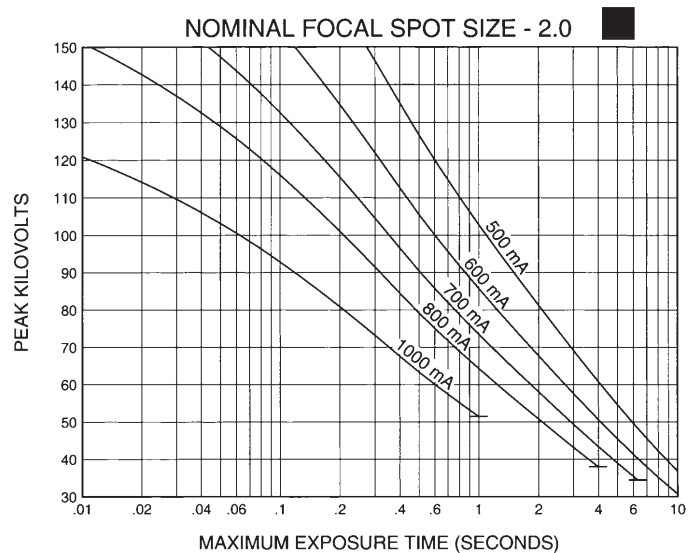 NOMINAL FOCAL SPOT SIZE - 2.0
PEAK KILOVOLTS
150
140
130
120
110
100
90
80
70
60
50
40
30
500 mA
600 mA
700 mA
800 mA
1000 mA
.01 .02 .04 .06 .1 .2 .4 .6 1 2 4 6 10
MAXIMUM EXPOSURE TIME (SECONDS)